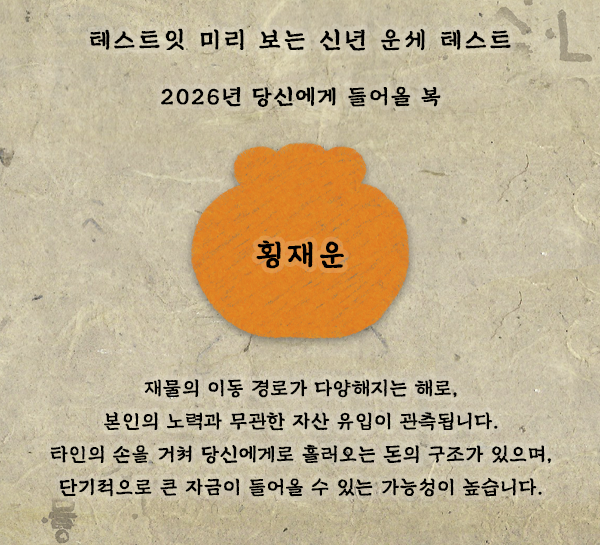 테스트잇 미리 보는 신년 운세 테스트
2026년 당신에게 들어올 복
횡재운
재물의 이동 경로가 다양해지는 해로,
본인의 노력과 무관한 자산 유입이 관측됩니다.
타인의 손을 거쳐 당신에게로 흘러오는 돈의 구조가 있으며,
단기적으로 큰 자금이 들어올 수 있는 가능성이 높습니다.